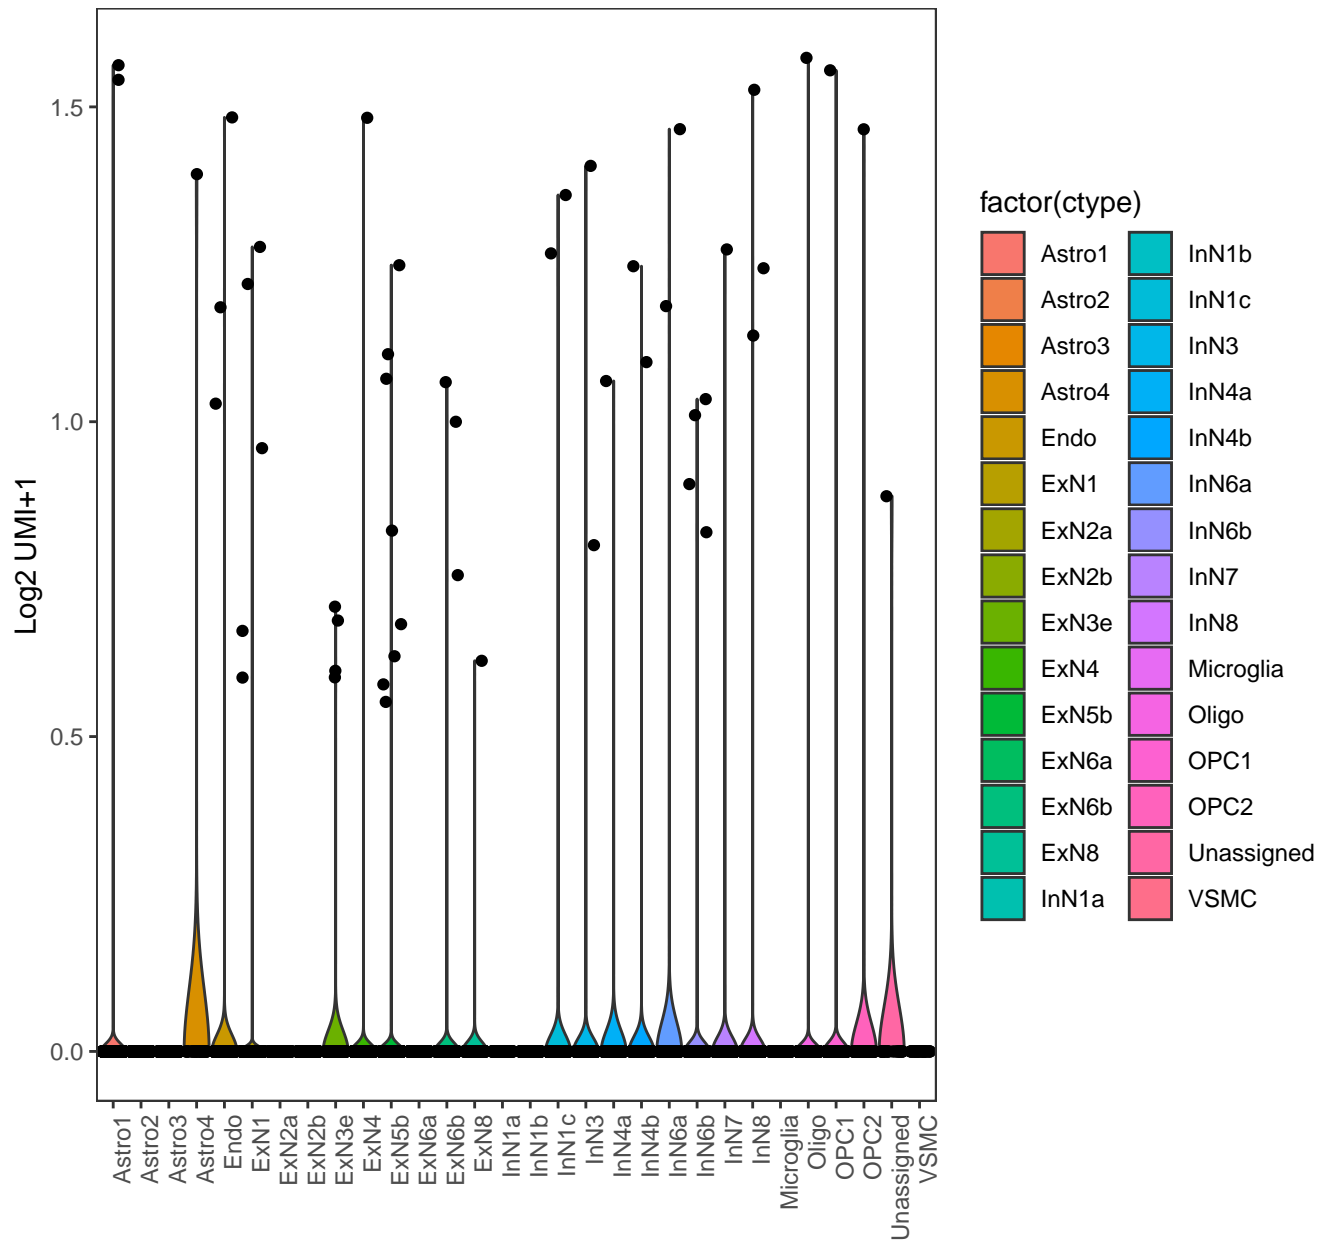 Log2 UMI+1
1.5
1.0
0.5
0.0
Astro1
Astro2
Astro3
Astro4
Endo
ExN1
ExN2a
ExN2b
ExN3e
ExN4
ExN5b
ExN6a
ExN6b
ExN8
InN1a
InN1b
InN1c
InN3
InN4a
InN4b
InN6a
InN6b
InN7
InN8
Microglia
Oligo
OPC1
OPC2
Unassigned
VSMC
factor(ctype)
Astro1
Astro2
Astro3
Astro4
Endo
ExN1
ExN2a
ExN2b
ExN3e
ExN4
ExN5b
ExN6a
ExN6b
ExN8
InN1a
InN1b
InN1c
InN3
InN4a
InN4b
InN6a
InN6b
InN7
InN8
Microglia
Oligo
OPC1
OPC2
Unassigned
VSMC